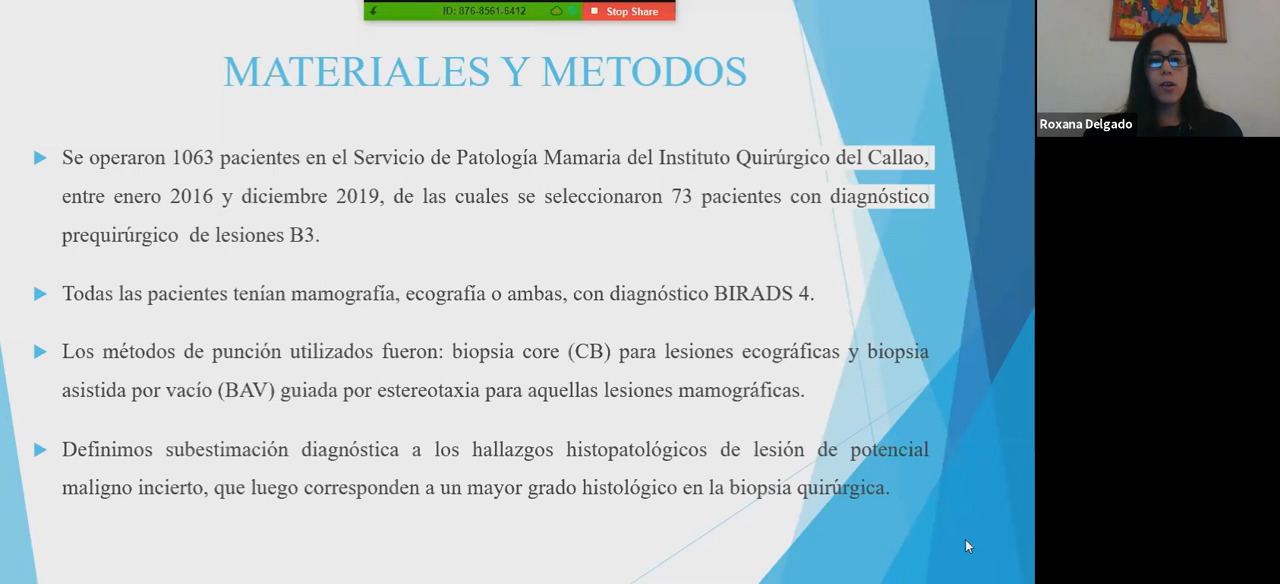 ID: 876-8561-8412
Stop Share
MATERIALES Y METODOS
Se operaron 1063 pacientes en el Servicio de Patología Mamaria del Instituto Quirúrgico del Callao,
entre enero 2016 y diciembre 2019, de las cuales se seleccionaron 73 pacientes con diagnóstico
prequirúrgico de lesiones B3.
Todas las pacientes tenían mamografía, ecografía o ambas, con diagnóstico BIRADS 4.
Los métodos de punción utilizados fueron: biopsia core (CB) para lesiones ecográficas y biopsia
asistida por vacío (BAV) guiada por estereotaxia para aquellas lesiones mamográficas.
Definimos subestimación diagnóstica a los hallazgos histopatológicos de lesión de potencial
maligno incierto, que luego corresponden a un mayor grado histológico en la biopsia quirúrgica.
Roxana Delgado